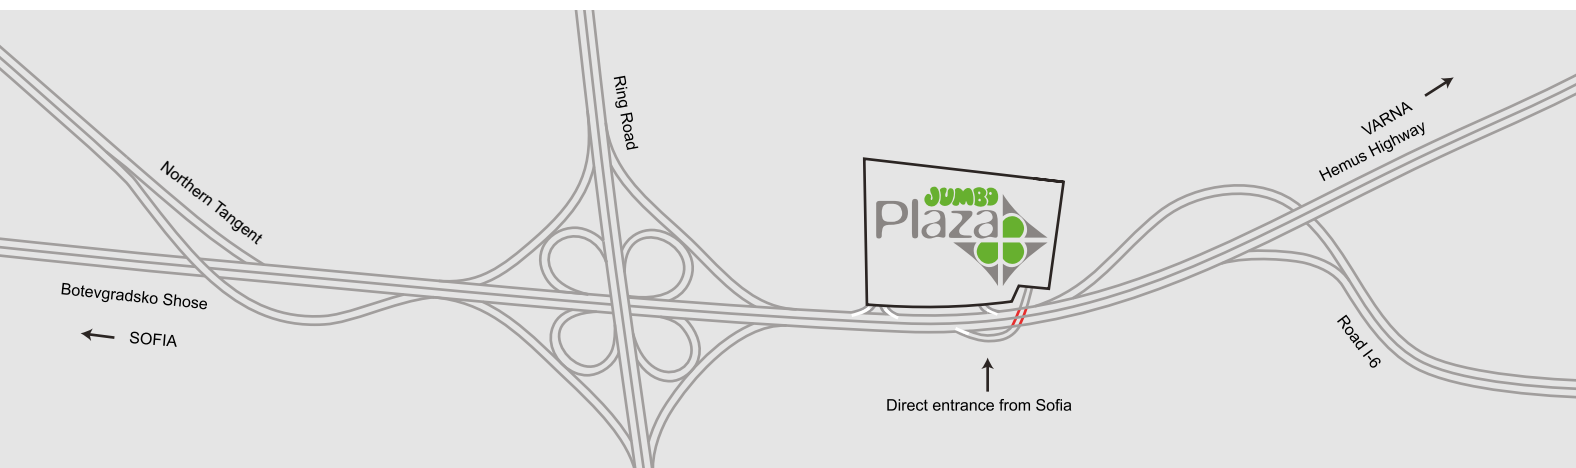 Ring Road
VARNA
Hemus Highway
Northern Tangent
JUMBO
Plaza
Botevgradsko Shose
SOFIA
Road I-6
Direct entrance from Sofia